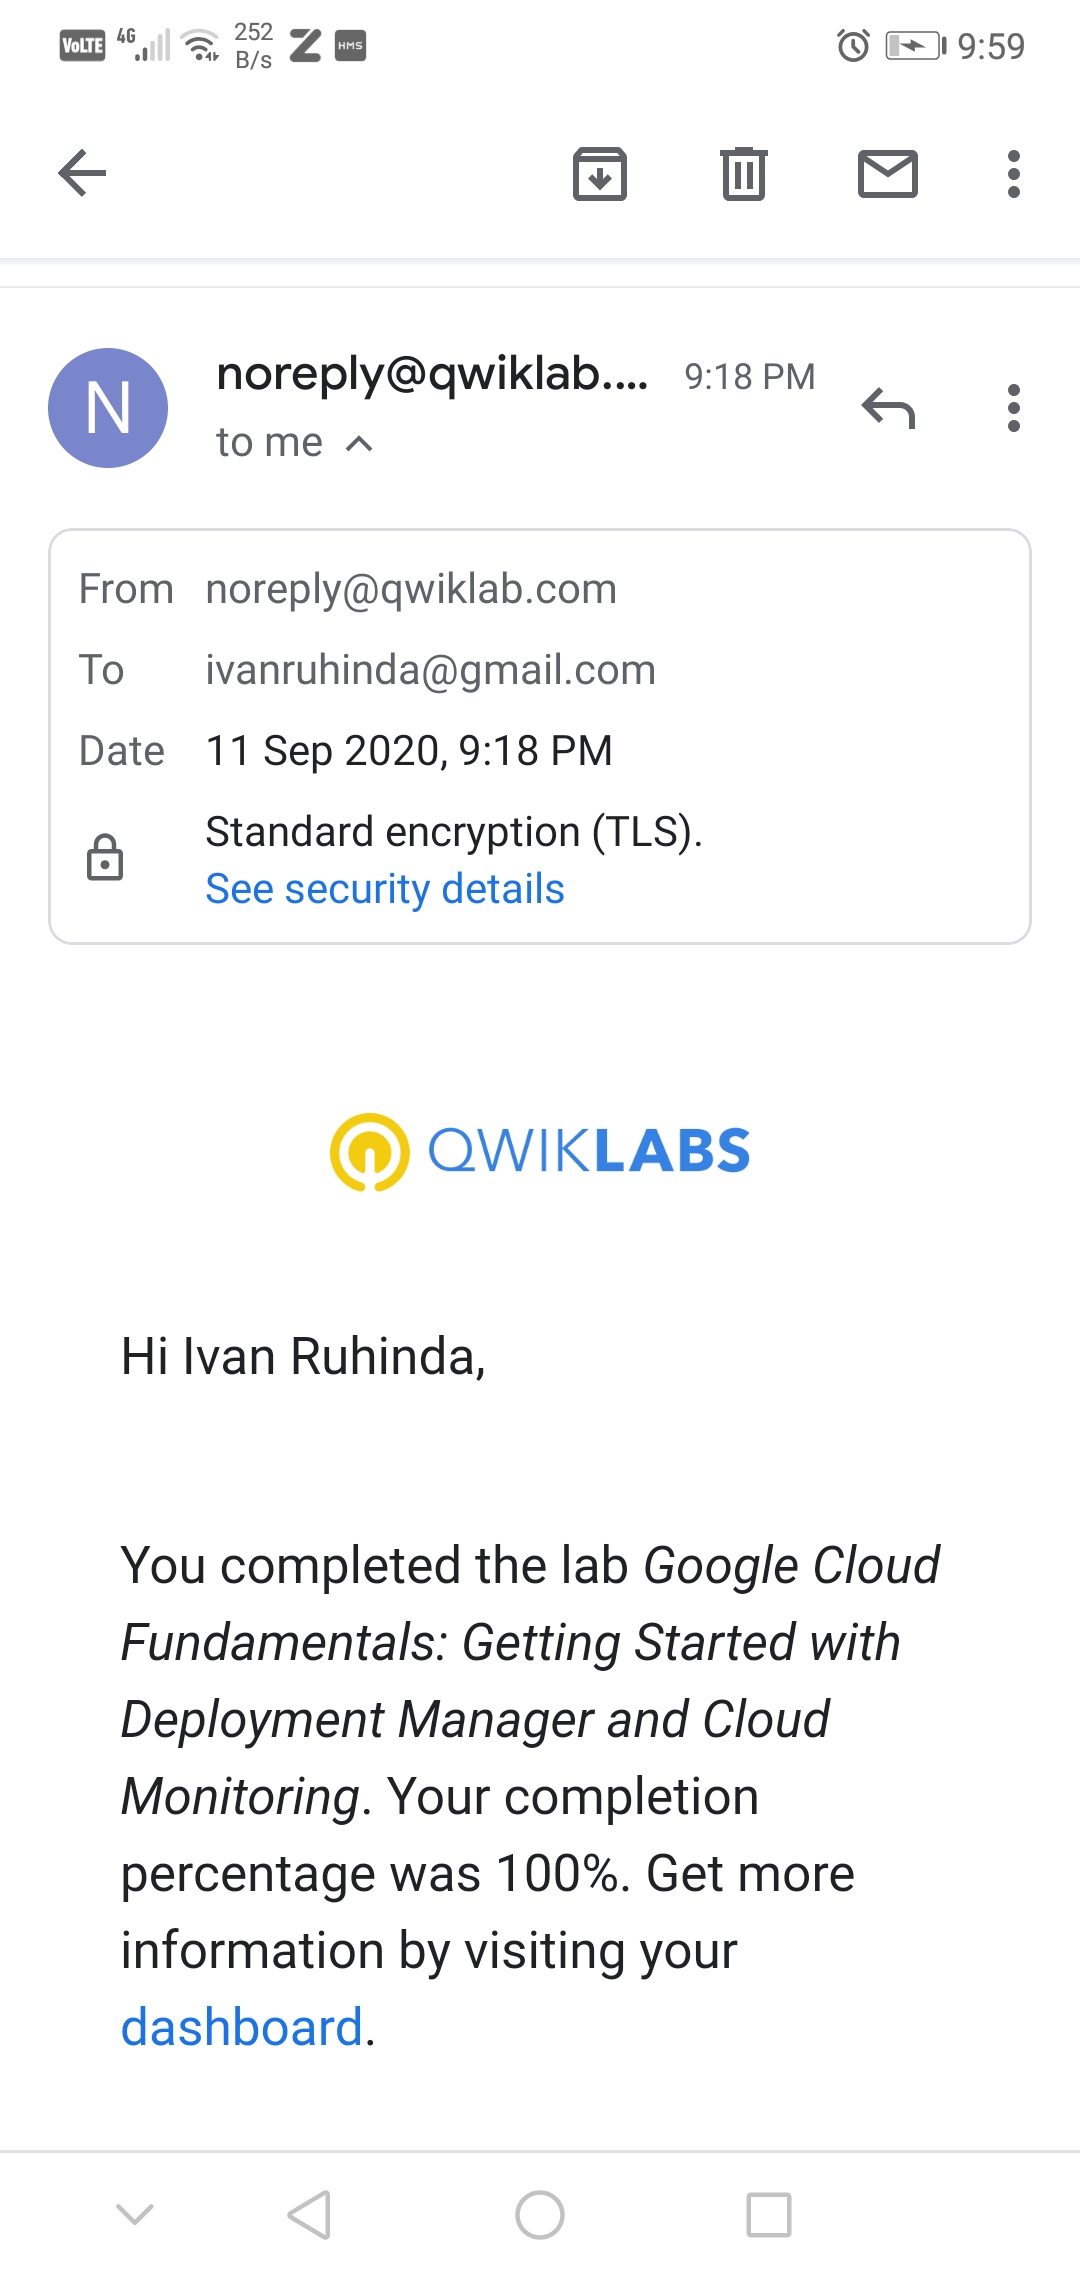 VoLTE 4G 252 B/s Z HMS 9:59
noreply@qwiklab.... 9:18 PM
N
to me
From noreply@qwiklab.com
To ivanruhinda@gmail.com
Date 11 Sep 2020, 9:18 PM
Standard encryption (TLS).
See security details
QWIKLABS
Hi Ivan Ruhinda,
You completed the lab Google Cloud
Fundamentals: Getting Started with
Deployment Manager and Cloud
Monitoring. Your completion
percentage was 100%. Get more
information by visiting your
dashboard.